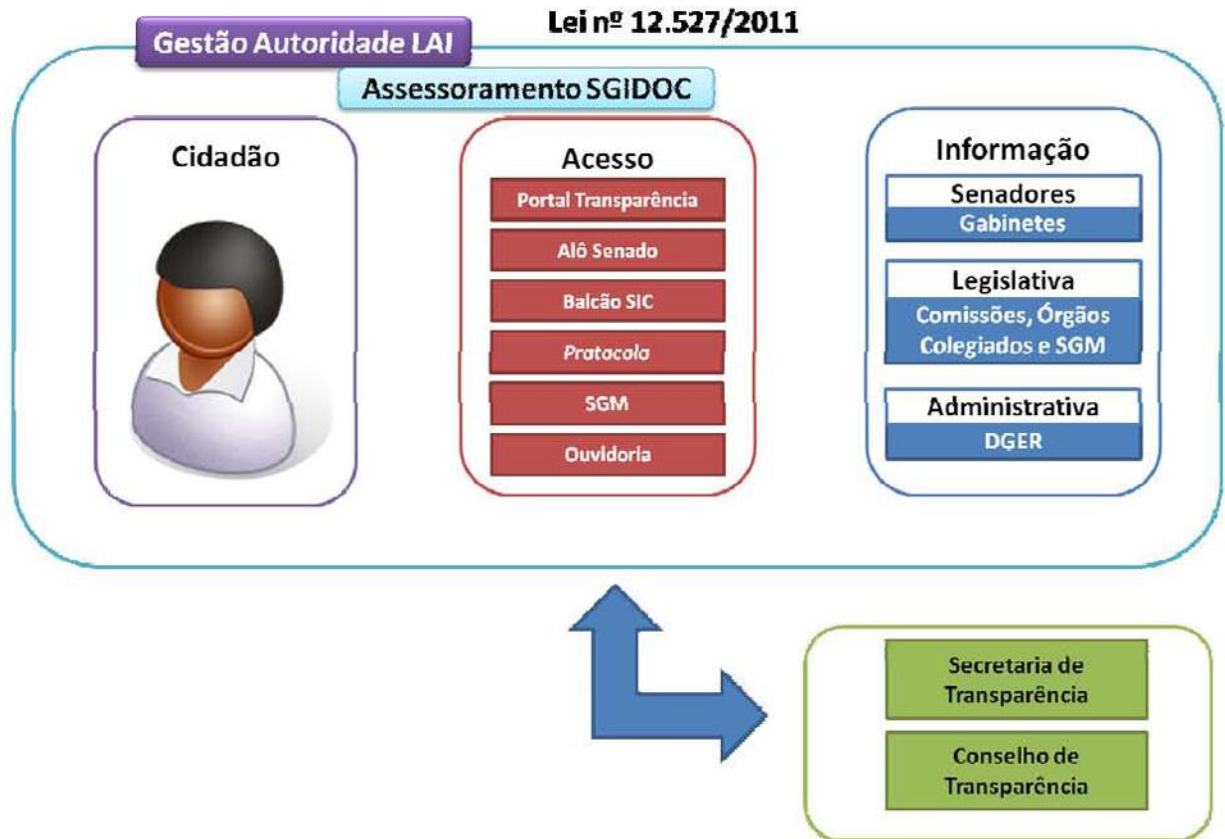 Lei nº 12.527/2011
Gestão Autoridade LAI
Assessoramento SGIDOC
Cidadão
Acesso
Portal Transparência
Alô Senado
Balcão SIC
Protocolo
SGM
Ouvidoria
Informação
Senadores
Gabinetes
Legislativa
Comissões, Órgãos
Colegiados e SGM
Administrativa
DGER
Secretaria de
Transparência
Conselho de
Transparência